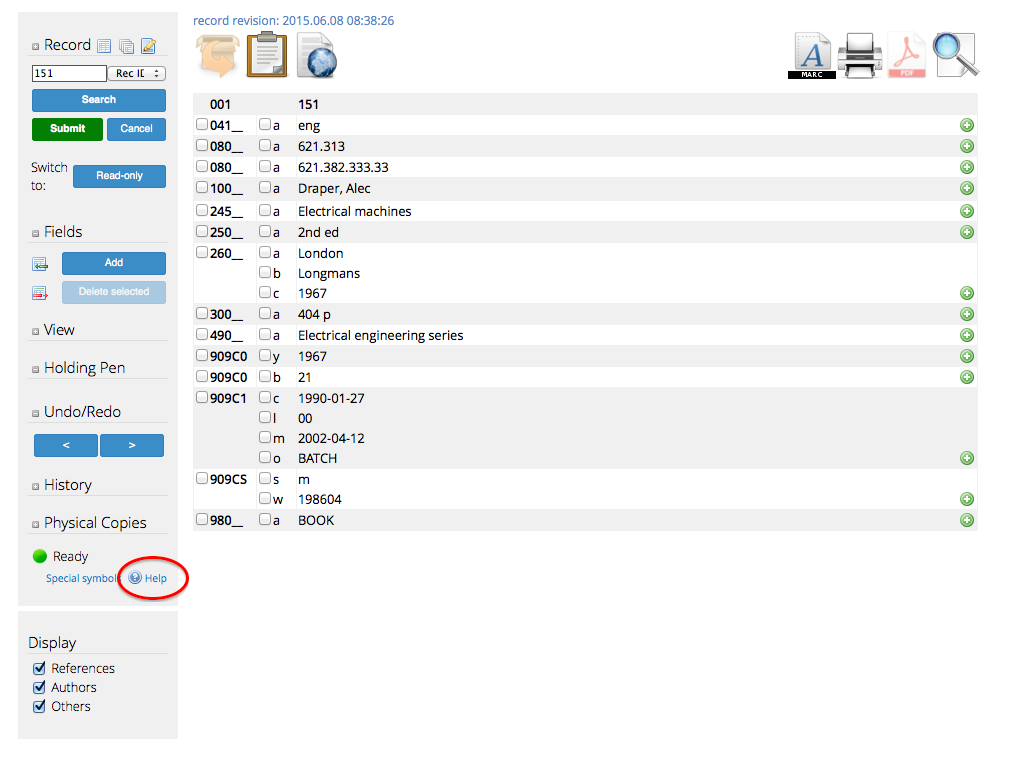 record revision: 2015.06.08 08:38:26
Record
151 Rec ID
Search
Submit Cancel
Switch to: Read-only
Fields
Add
Delete selected
View
Holding Pen
Undo/Redo
< >
History
Physical Copies
Ready
Special symbols Help
Display
References
Authors
Others
A MARC PDF
001 151
041__ a eng
080__ a 621.313
080__ a 621.382.333.33
100__ a Draper, Alec
245__ a Electrical machines
250__ a 2nd ed
260__ a London
b Longmans
c 1967
300__ a 404 p
490__ a Electrical engineering series
909C0 y 1967
909C0 b 21
909C1 c 1990-01-27
l 00
m 2002-04-12
o BATCH
909CS s m
w 198604
980__ a BOOK